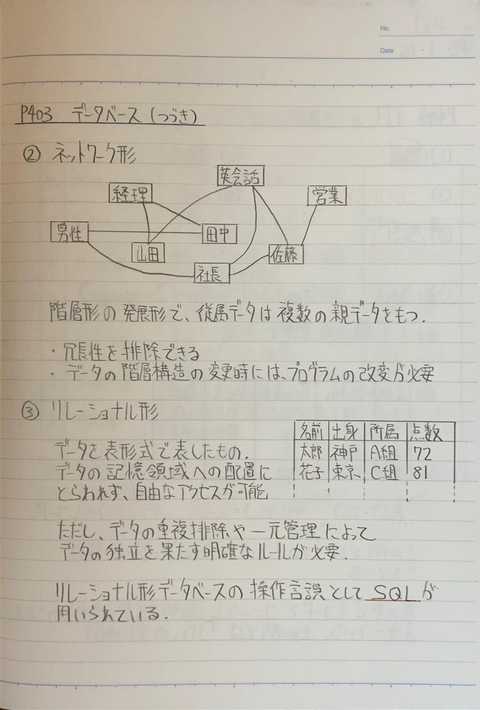 No.
Date
P403 データベース (つづき)
② ネットワーク形
英会話
経理
営業
男性
田中
山田
佐藤
社長
階層形の発展形で、従属データは複数の親データをもつ.
・冗長性を排除できる
・データの階層構造の変更時には、プログラムの改変が必要
③ リレーショナル形
名前 出身 所属 点数
太郎 神戸 A組 72
花子 東京 C組 81
データを表形式で表したもの.
データの記憶領域への配置に
とらわれず、自由なアクセスが可能
ただし、データの重複排除や一元管理によって
データの独立を果たす明確なルールが必要.
リレーショナル形データベースの操作言語として SQL が
用いられている.